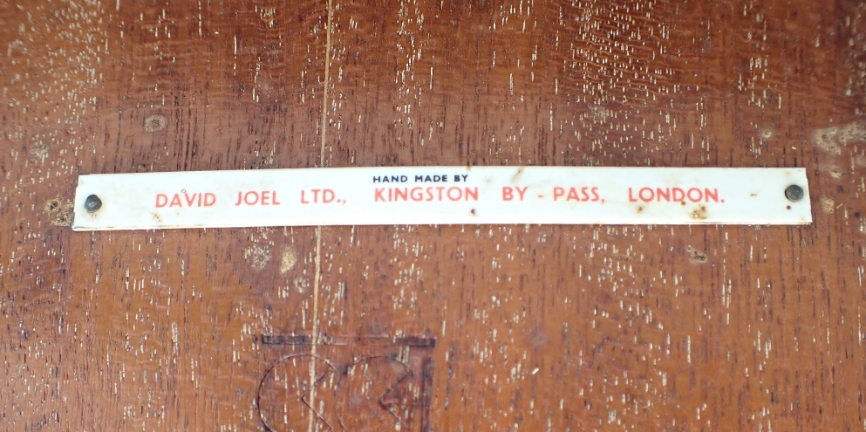 HAND MADE BY
DAVID JOEL LTD., KINGSTON BY - PASS, LONDON.